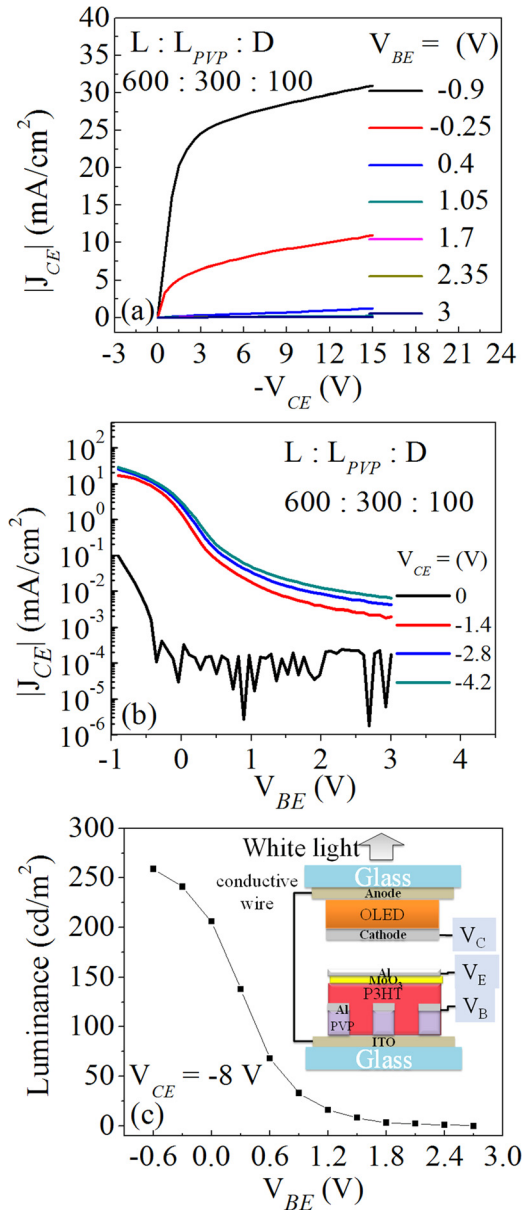 40
35
30
25
20
15
10
5
0
|J_CE| (mA/cm²)
L : L_PVP : D
600 : 300 : 100
V_BE = (V)
-0.9
-0.25
0.4
1.05
1.7
2.35
3
(a)
-3 0 3 6 9 12 15 18 21 24
-V_CE (V)
10²
10¹
10⁰
10⁻¹
10⁻²
10⁻³
10⁻⁴
10⁻⁵
10⁻⁶
|J_CE| (mA/cm²)
L : L_PVP : D
600 : 300 : 100
V_CE = (V)
0
-1.4
-2.8
-4.2
(b)
-1 0 1 2 3 4
V_BE (V)
300
250
200
150
100
50
0
Luminance (cd/m²)
White light
Glass
conductive
wire
Anode
OLED
Cathode
V_C
Al
V_E
MoO₃
P3HT
Al
V_B
PVP
ITO
Glass
V_CE = -8 V
(c)
-0.6 0.0 0.6 1.2 1.8 2.4 3.0
V_BE (V)